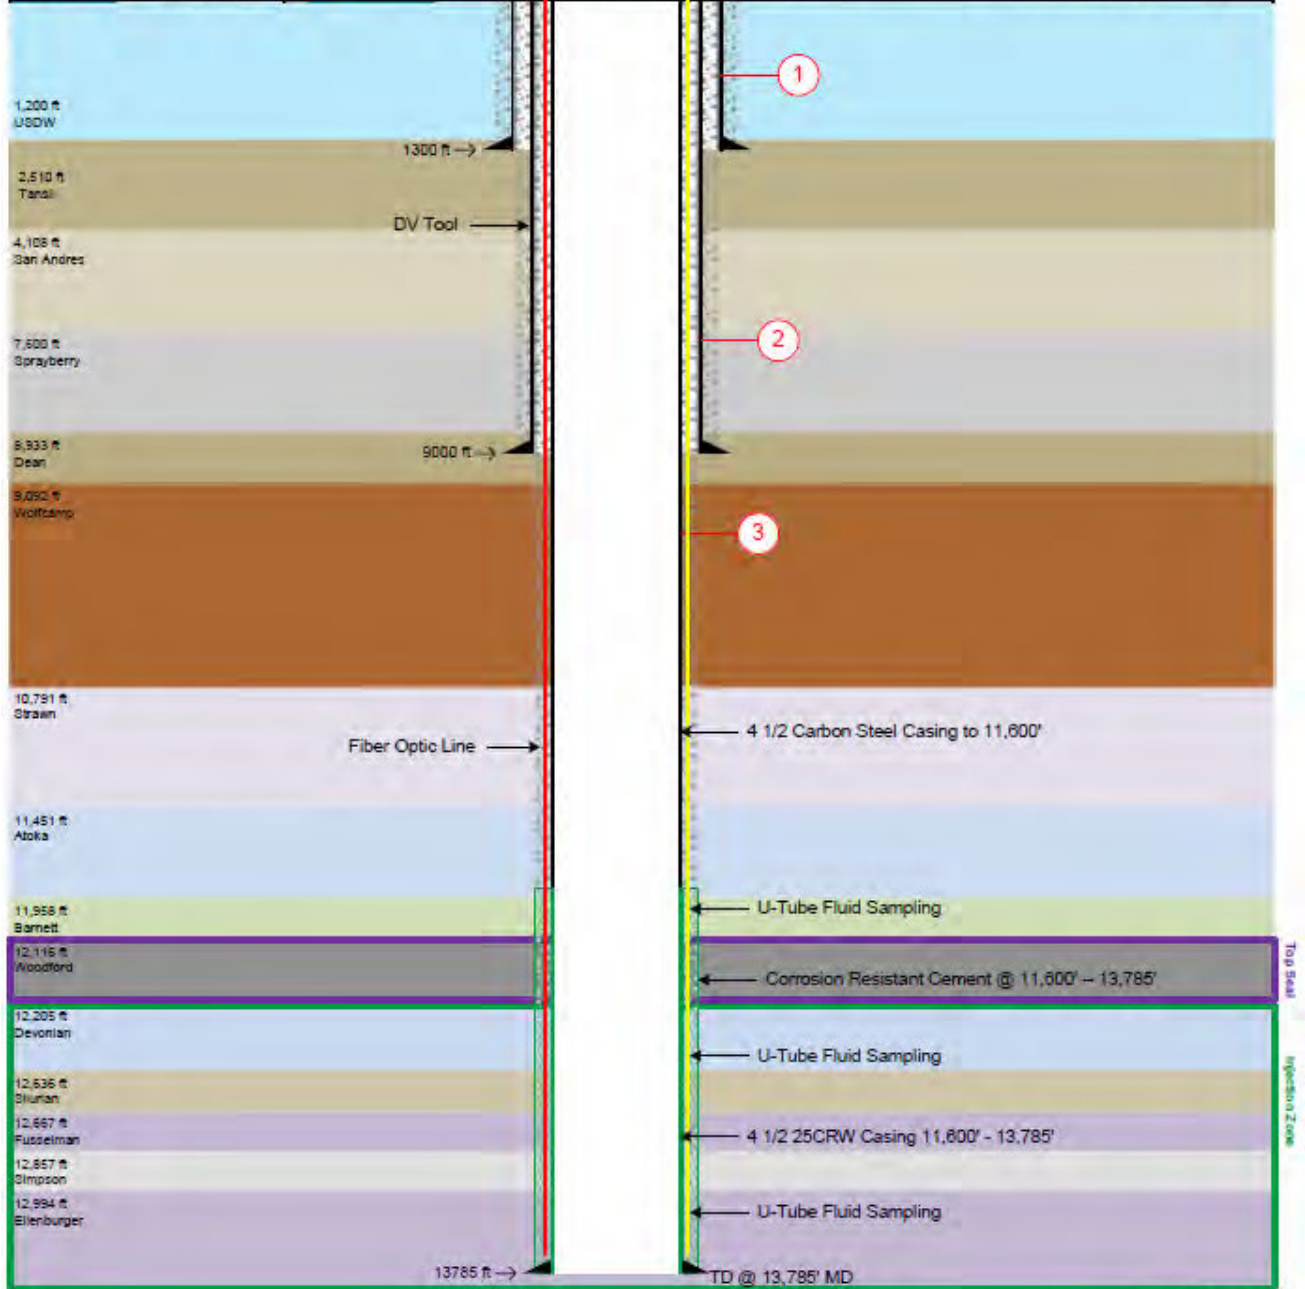 1
1,200 ft
USDW
1300 ft
2,510 ft
Tansil
DV Tool
4,108 ft
San Andres
2
7,600 ft
Sprayberry
8,933 ft
Dean
9000 ft
9,092 ft
Wolfcamp
3
10,791 ft
Strawn
4 1/2 Carbon Steel Casing to 11,600'
Fiber Optic Line
11,451 ft
Atoka
11,958 ft
Barnett
U-Tube Fluid Sampling
12,116 ft
Woodford
Top Seal
Corrosion Resistant Cement @ 11,600' – 13,785'
12,205 ft
Devonian
U-Tube Fluid Sampling
12,636 ft
Silurian
Injection Zone
12,667 ft
Fusselman
4 1/2 25CRW Casing 11,600' - 13.785'
12,857 ft
Simpson
12,994 ft
Ellenburger
U-Tube Fluid Sampling
13785 ft
TD @ 13,785' MD